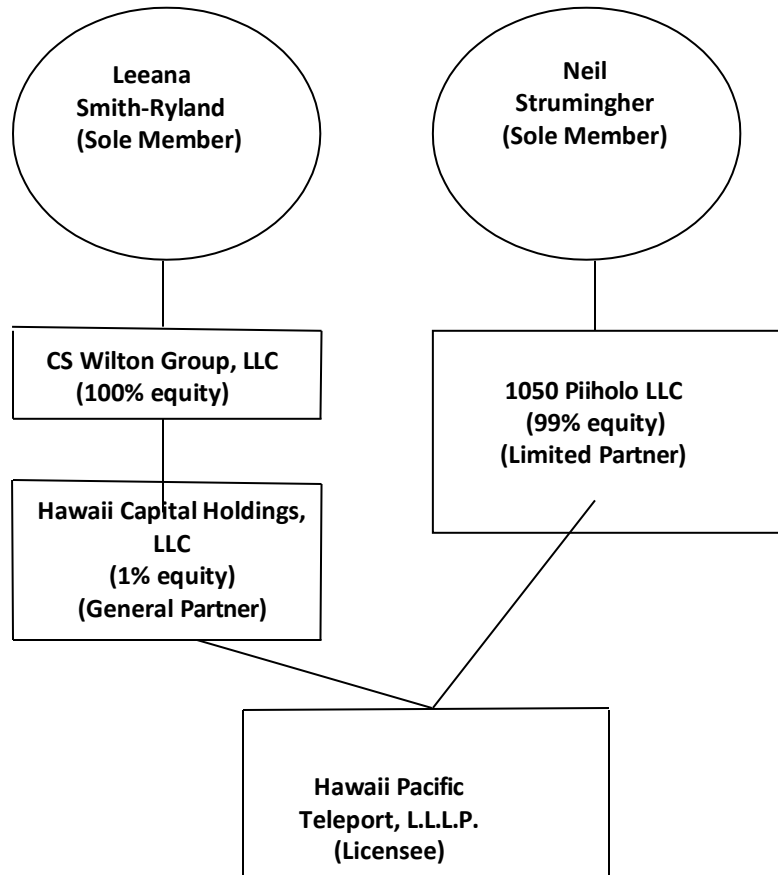 Leeana
Smith-Ryland
(Sole Member)
Neil
Strumingher
(Sole Member)
CS Wilton Group, LLC
(100% equity)
1050 Piiholo LLC
(99% equity)
(Limited Partner)
Hawaii Capital Holdings,
LLC
(1% equity)
(General Partner)
Hawaii Pacific
Teleport, L.L.L.P.
(Licensee)